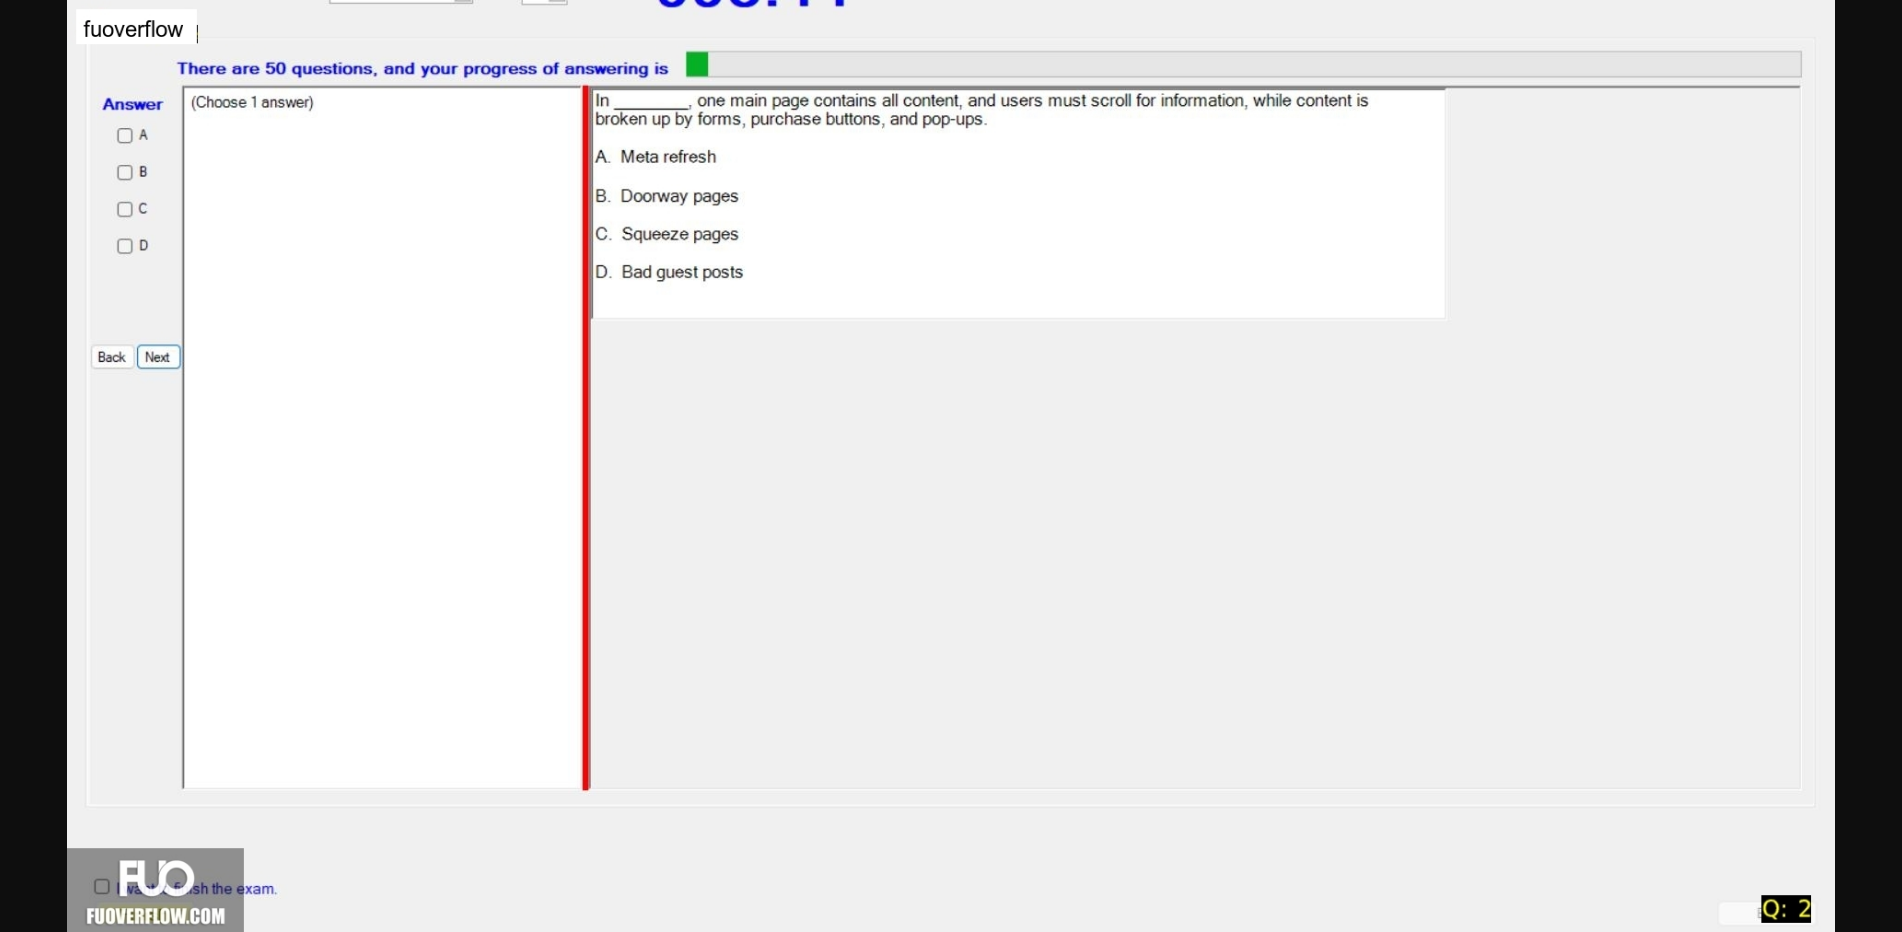 fuoverflow
There are 50 questions, and your progress of answering is
Answer
(Choose 1 answer)
A
B
C
D
Back
Next
In ________, one main page contains all content, and users must scroll for information, while content is
broken up by forms, purchase buttons, and pop-ups.
A. Meta refresh
B. Doorway pages
C. Squeeze pages
D. Bad guest posts
FUO
sh the exam.
FUOVERFLOW.COM
Q: 2